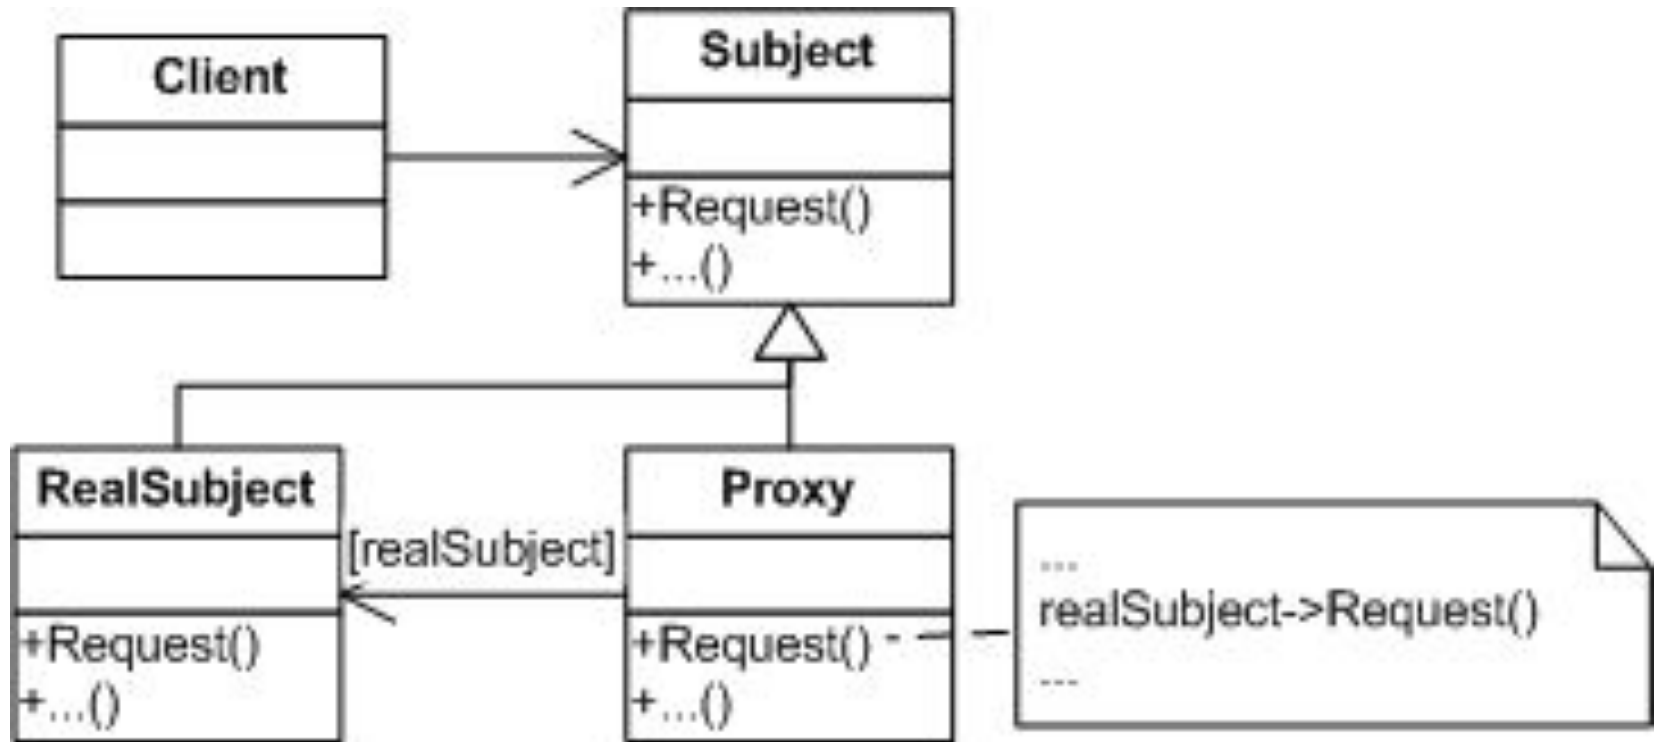 Client
Subject
+Request()
+...()
RealSubject
[realSubject]
+Request()
+...()
Proxy
+Request()
+...()
...
realSubject->Request()
...